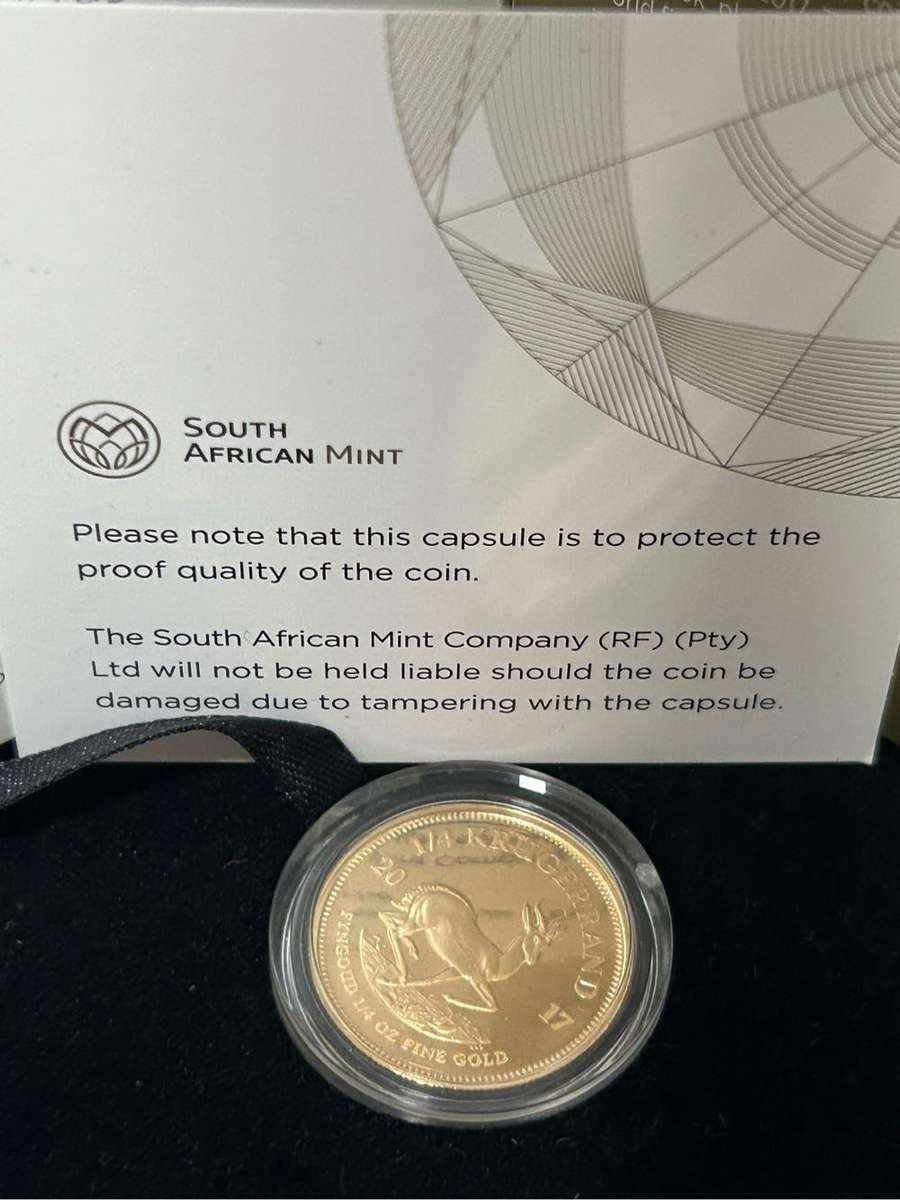 South
African Mint
Please note that this capsule is to protect the
proof quality of the coin.
The South African Mint Company (RF) (Pty)
Ltd will not be held liable should the coin be
damaged due to tampering with the capsule.
1/4 KRUGERRAND
20 17
FYNGOUD 1/4 OZ FINE GOLD